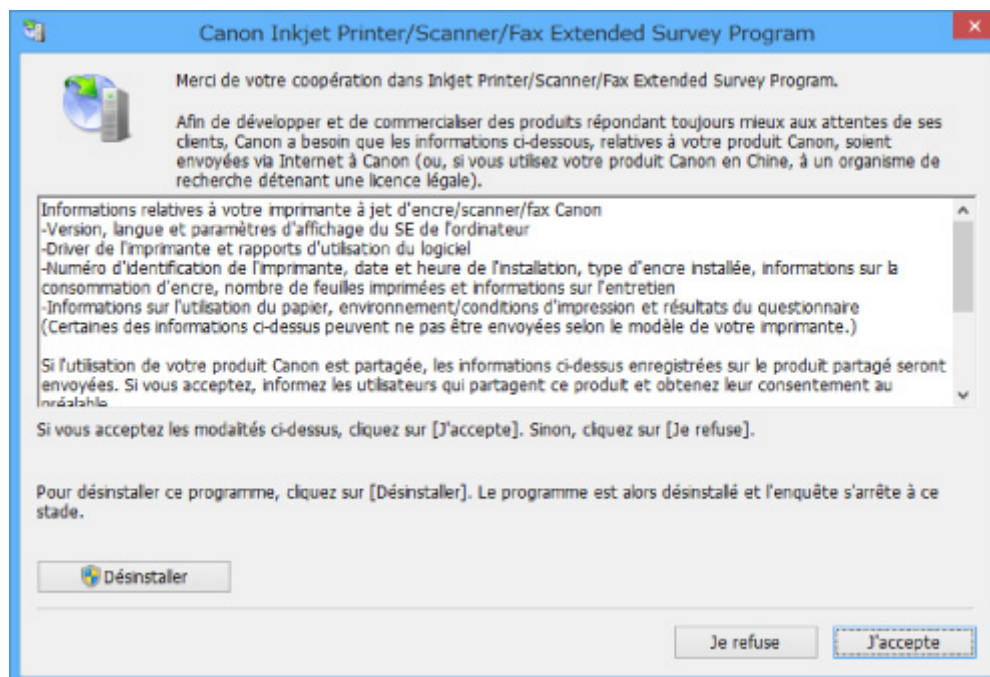 Canon Inkjet Printer/Scanner/Fax Extended Survey Program
Merci de votre coopération dans Inkjet Printer/Scanner/Fax Extended Survey Program.
Afin de développer et de commercialiser des produits répondant toujours mieux aux attentes de ses
clients, Canon a besoin que les informations ci-dessous, relatives à votre produit Canon, soient
envoyées via Internet à Canon (ou, si vous utilisez votre produit Canon en Chine, à un organisme de
recherche détenant une licence légale).
Informations relatives à votre imprimante à jet d'encre/scanner/fax Canon
-Version, langue et paramètres d'affichage du SE de l'ordinateur
-Driver de l'imprimante et rapports d'utilisation du logiciel
-Numéro d'identification de l'imprimante, date et heure de l'installation, type d'encre installée, informations sur la
consommation d'encre, nombre de feuilles imprimées et informations sur l'entretien
-Informations sur l'utilisation du papier, environnement/conditions d'impression et résultats du questionnaire
(Certaines des informations ci-dessus peuvent ne pas être envoyées selon le modèle de votre imprimante.)
Si l'utilisation de votre produit Canon est partagée, les informations ci-dessus enregistrées sur le produit partagé seront
envoyées. Si vous acceptez, informez les utilisateurs qui partagent ce produit et obtenez leur consentement au
préalable
Si vous acceptez les modalités ci-dessus, cliquez sur [J'accepte]. Sinon, cliquez sur [Je refuse].
Pour désinstaller ce programme, cliquez sur [Désinstaller]. Le programme est alors désinstallé et l'enquête s'arrête à ce
stade.
Désinstaller
Je refuse
J'accepte